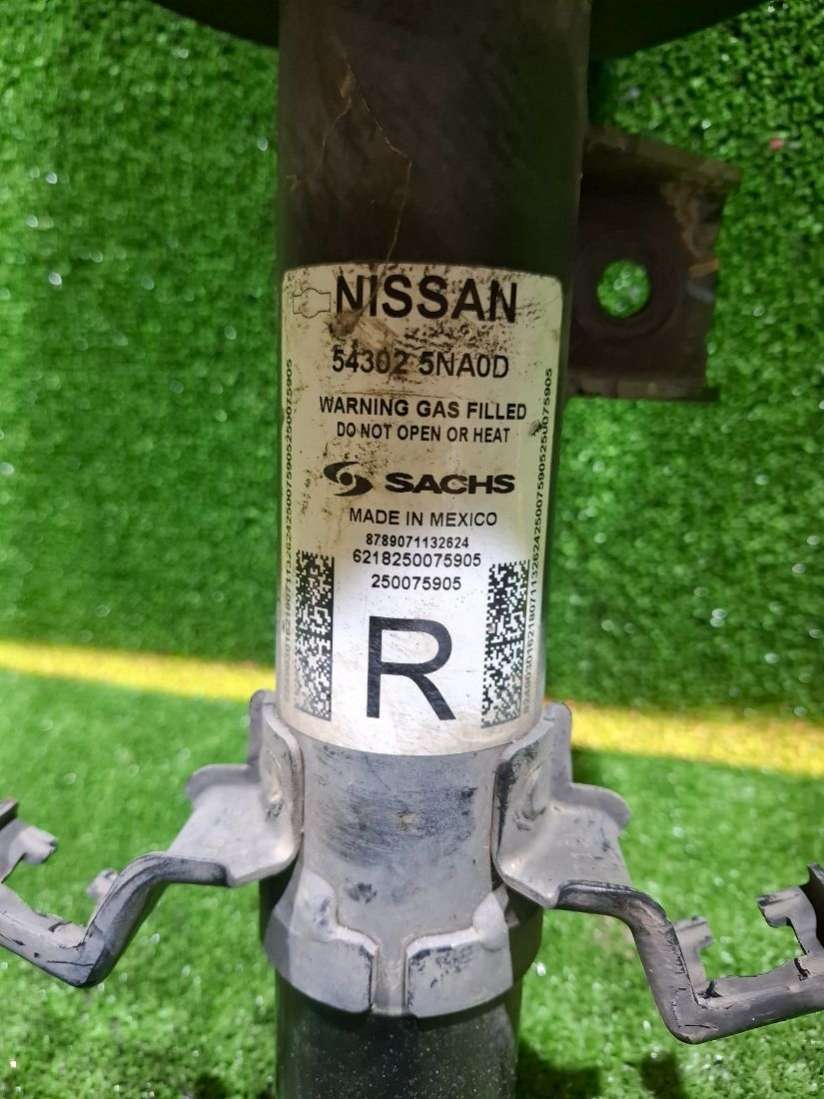 NISSAN
54302 5NA0D
WARNING GAS FILLED
DO NOT OPEN OR HEAT
SACHS
MADE IN MEXICO
8789071132624
6218250075905
250075905
R